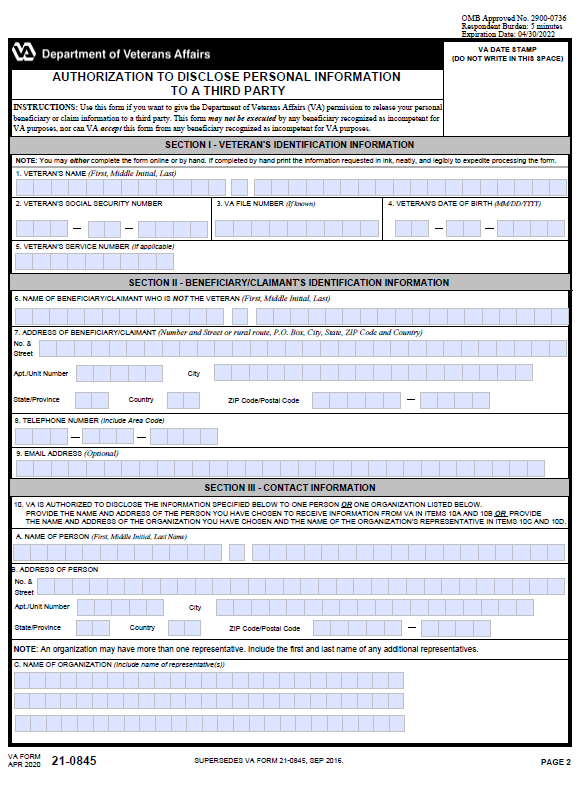 OMB Approved No. 2900-0736
Respondent Burden: 5 minutes
Expiration Date: 04/30/2022
VA
Department of Veterans Affairs
VA DATE STAMP
(DO NOT WRITE IN THIS SPACE)
AUTHORIZATION TO DISCLOSE PERSONAL INFORMATION
TO A THIRD PARTY
INSTRUCTIONS: Use this form if you want to give the Department of Veterans Affairs (VA) permission to release your personal
beneficiary or claim information to a third party. This form may not be executed by any beneficiary recognized as incompetent for
VA purposes, nor can VA accept this form from any beneficiary recognized as incompetent for VA purposes.
SECTION I - VETERAN'S IDENTIFICATION INFORMATION
NOTE: You may either complete the form online or by hand. If completed by hand print the information requested in ink, neatly, and legibly to expedite processing the form.
1. VETERAN'S NAME (First, Middle Initial, Last)
2. VETERAN'S SOCIAL SECURITY NUMBER
3. VA FILE NUMBER (If known)
4. VETERAN'S DATE OF BIRTH (MM/DD/YYYY)
5. VETERAN'S SERVICE NUMBER (If applicable)
SECTION II - BENEFICIARY/CLAIMANT'S IDENTIFICATION INFORMATION
6. NAME OF BENEFICIARY/CLAIMANT WHO IS NOT THE VETERAN (First, Middle Initial, Last)
7. ADDRESS OF BENEFICIARY/CLAIMANT (Number and Street or rural route, P.O. Box, City, State, ZIP Code and Country)
No. &
Street
Apt./Unit Number City
State/Province Country ZIP Code/Postal Code
8. TELEPHONE NUMBER (Include Area Code)
9. EMAIL ADDRESS (Optional)
SECTION III - CONTACT INFORMATION
10. VA IS AUTHORIZED TO DISCLOSE THE INFORMATION SPECIFIED BELOW TO ONE PERSON OR ONE ORGANIZATION LISTED BELOW.
PROVIDE THE NAME AND ADDRESS OF THE PERSON YOU HAVE CHOSEN TO RECEIVE INFORMATION FROM VA IN ITEMS 10A AND 10B OR PROVIDE
THE NAME AND ADDRESS OF THE ORGANIZATION YOU HAVE CHOSEN AND THE NAME OF THE ORGANIZATION'S REPRESENTATIVE IN ITEMS 10C AND 10D.
A. NAME OF PERSON (First, Middle Initial, Last Name)
B. ADDRESS OF PERSON
No. &
Street
Apt./Unit Number City
State/Province Country ZIP Code/Postal Code
NOTE: An organization may have more than one representative. Include the first and last name of any additional representatives.
C. NAME OF ORGANIZATION (Include name of representative(s))
VA FORM
APR 2020
21-0845
SUPERSEDES VA FORM 21-0845, SEP 2016.
PAGE 2